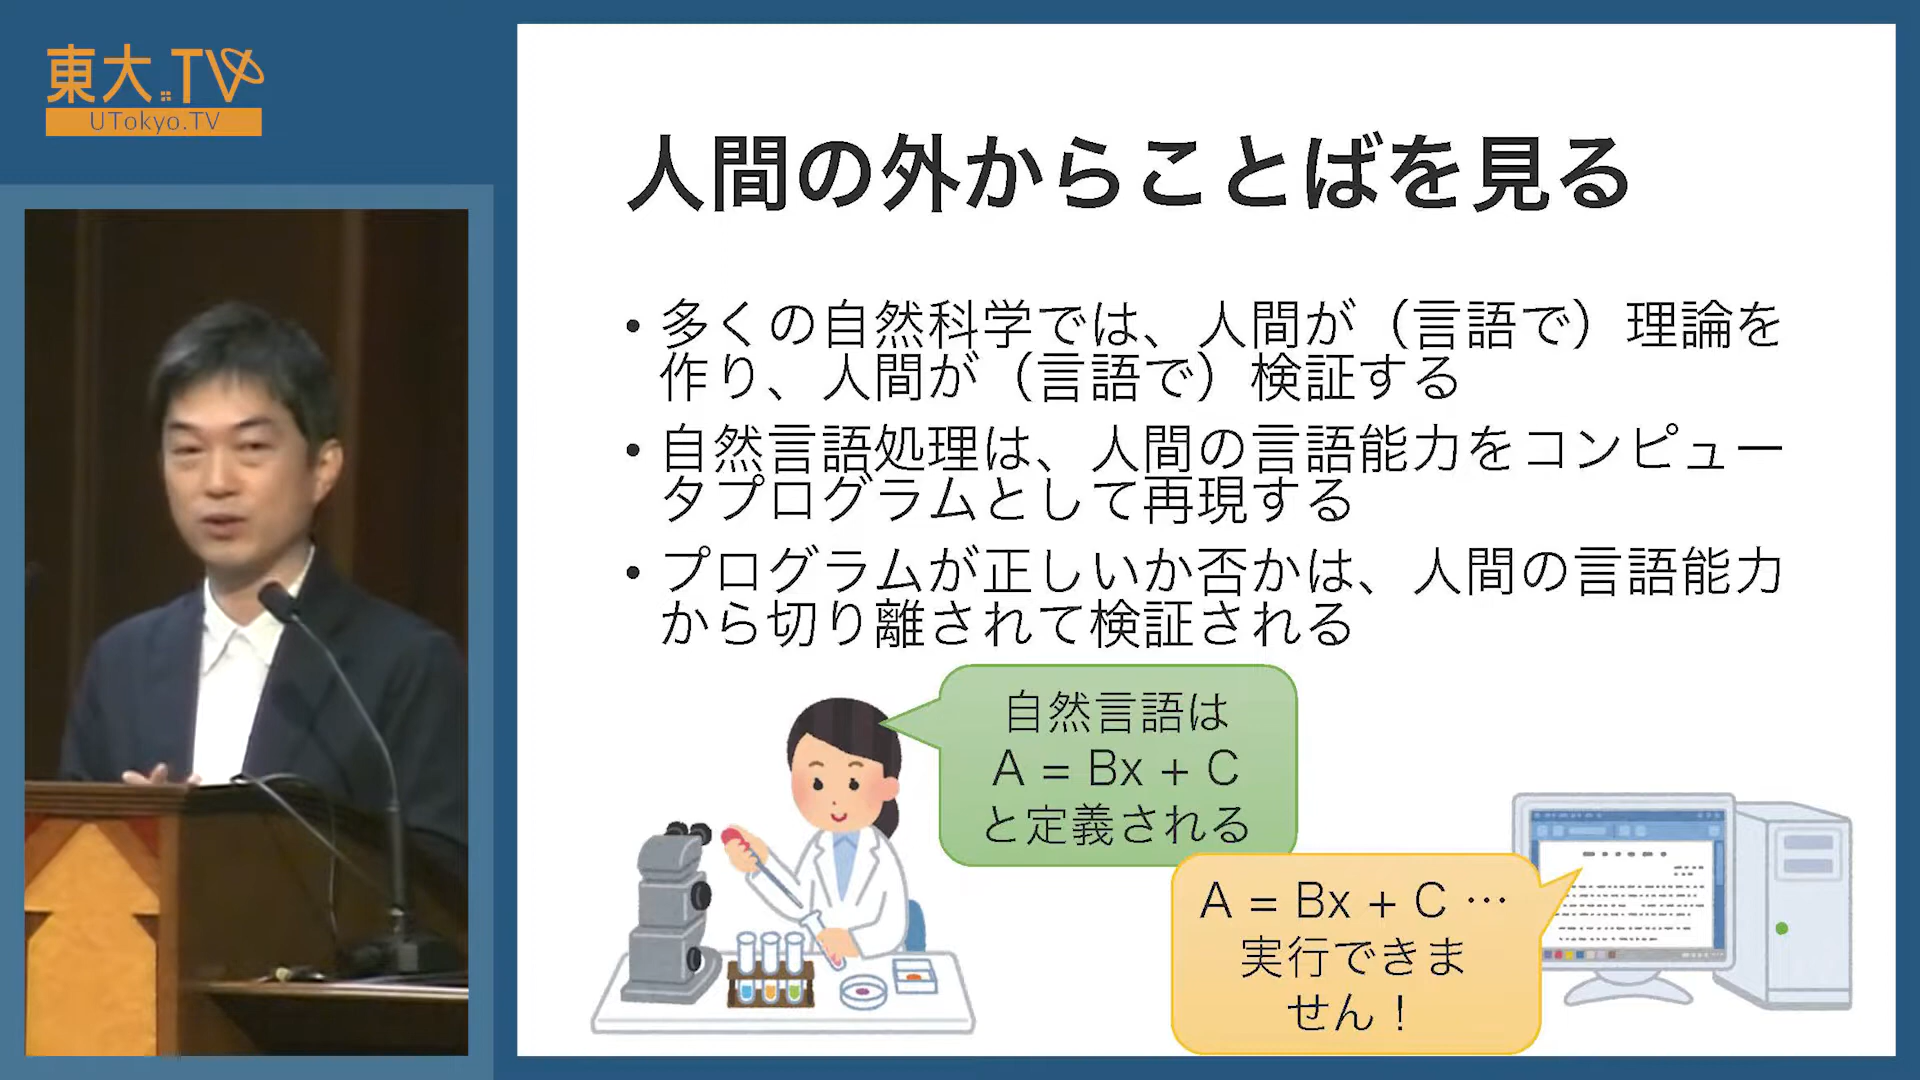 東大TV
UTokyo.TV
人間の外からことばを見る
• 多くの自然科学では、人間が（言語で）理論を
作り、人間が（言語で）検証する
• 自然言語処理は、人間の言語能力をコンピュー
タプログラムとして再現する
• プログラムが正しいか否かは、人間の言語能力
から切り離されて検証される
自然言語は
A = Bx + C
と定義される
A = Bx + C …
実行できま
せん！